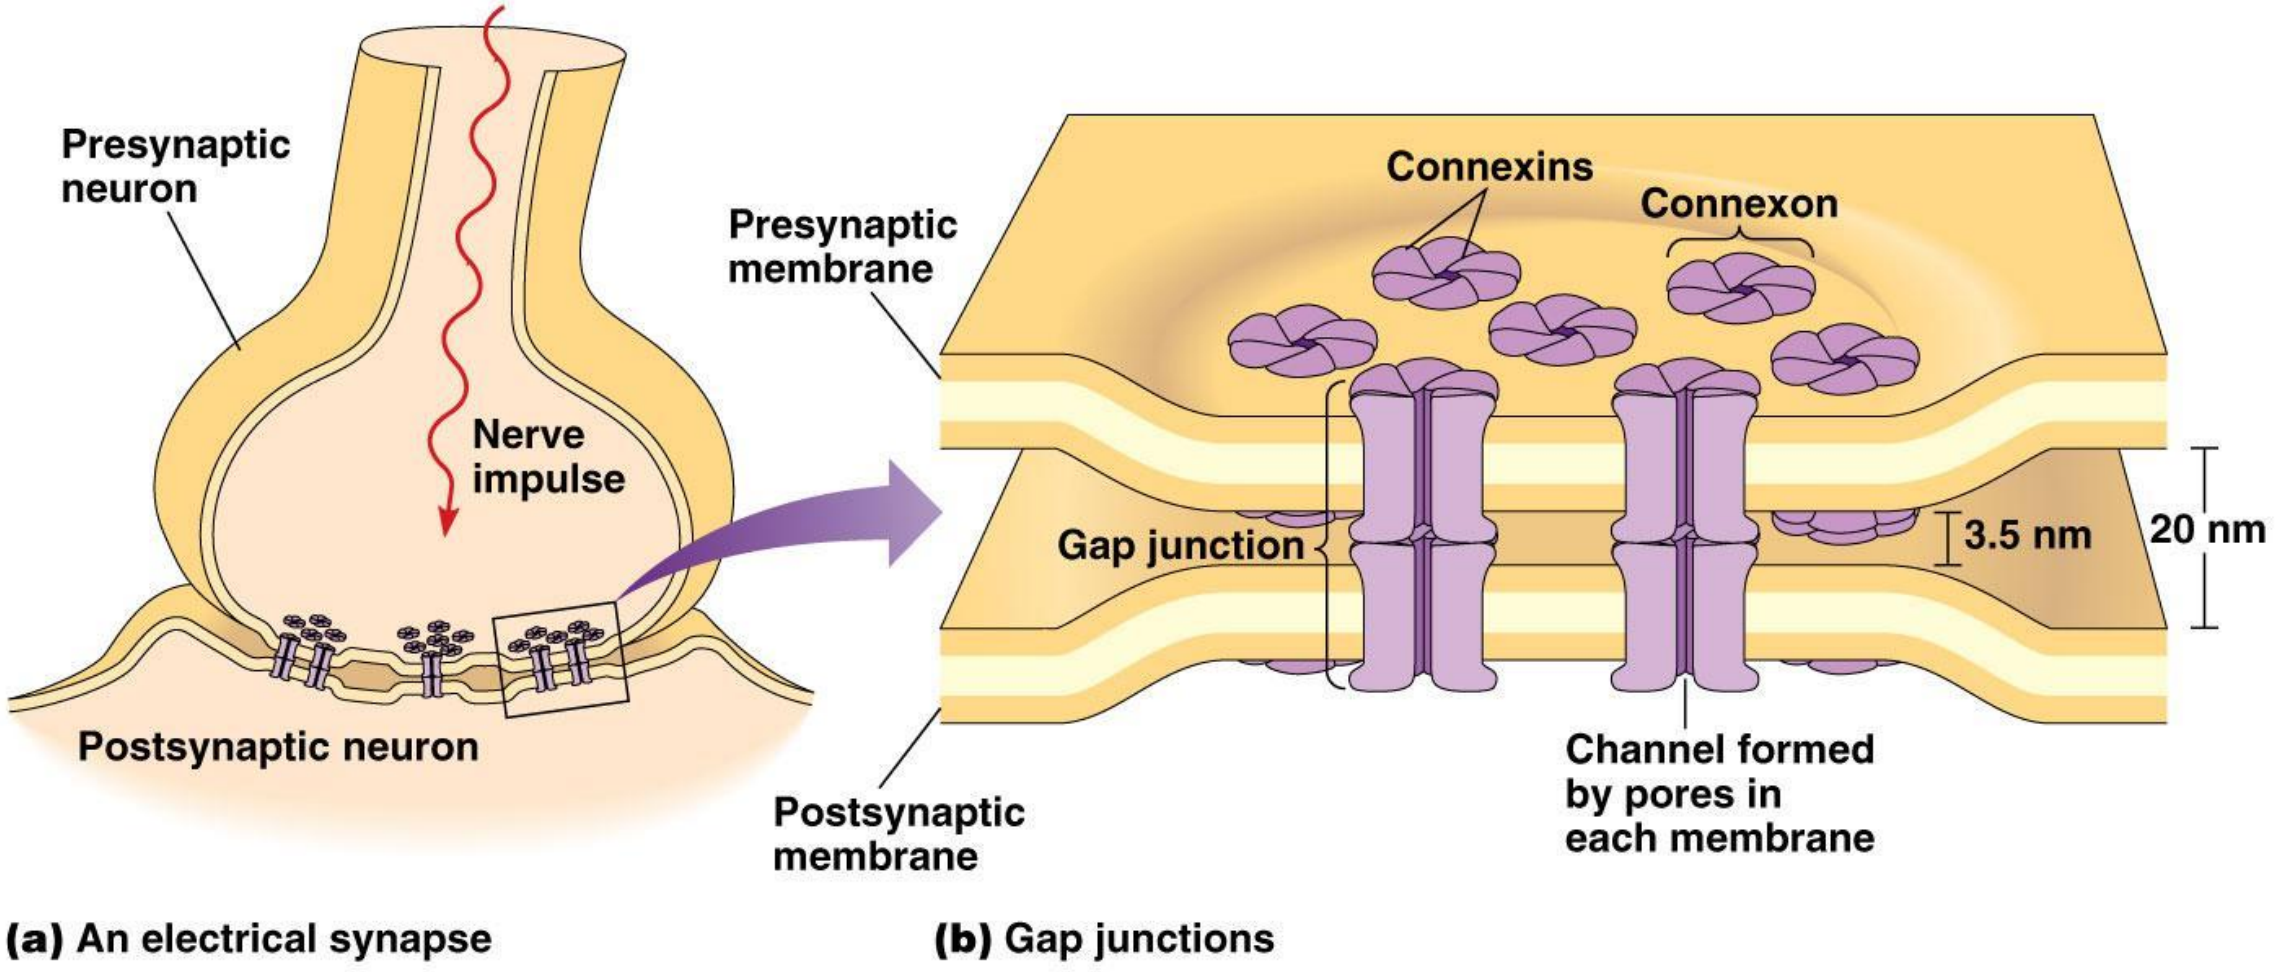 Presynaptic
neuron
Nerve
impulse
Postsynaptic neuron
(a) An electrical synapse
Presynaptic
membrane
Connexins
Connexon
Gap junction
3.5 nm
20 nm
Channel formed
by pores in
each membrane
Postsynaptic
membrane
(b) Gap junctions